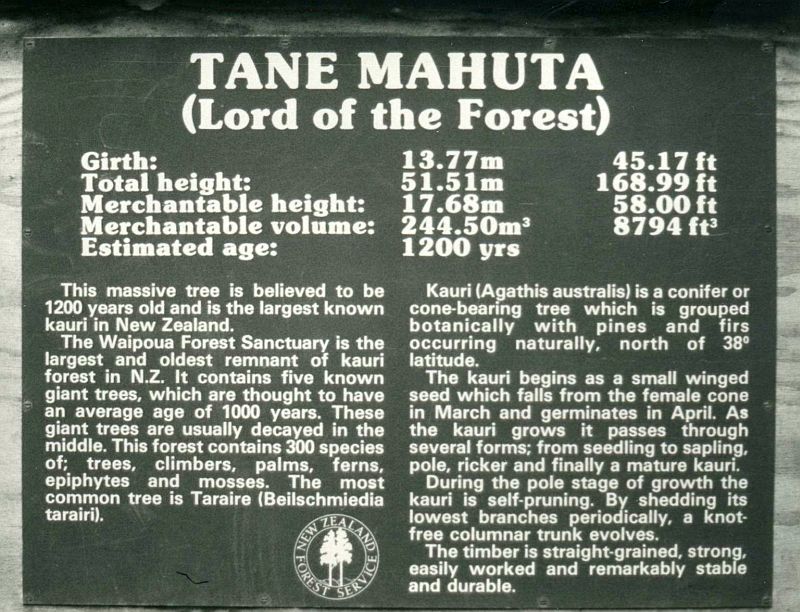 TANE MAHUTA
(Lord of the Forest)
Girth: 13.77m 45.17 ft
Total height: 51.51m 168.99 ft
Merchantable height: 17.68m 58.00 ft
Merchantable volume: 244.50m³ 8794 ft³
Estimated age: 1200 yrs
This massive tree is believed to be
1200 years old and is the largest known
kauri in New Zealand.
The Waipoua Forest Sanctuary is the
largest and oldest remnant of kauri
forest in N.Z. It contains five known
giant trees, which are thought to have
an average age of 1000 years. These
giant trees are usually decayed in the
middle. This forest contains 300 species
of; trees, climbers, palms, ferns,
epiphytes and mosses. The most
common tree is Taraire (Beilschmiedia
tarairi).
NEW ZEALAND
FOREST SERVICE
Kauri (Agathis australis) is a conifer or
cone-bearing tree which is grouped
botanically with pines and firs
occurring naturally, north of 38º
latitude.
The kauri begins as a small winged
seed which falls from the female cone
in March and germinates in April. As
the kauri grows it passes through
several forms; from seedling to sapling,
pole, ricker and finally a mature kauri.
During the pole stage of growth the
kauri is self-pruning. By shedding its
lowest branches periodically, a knot-
free columnar trunk evolves.
The timber is straight-grained, strong,
easily worked and remarkably stable
and durable.